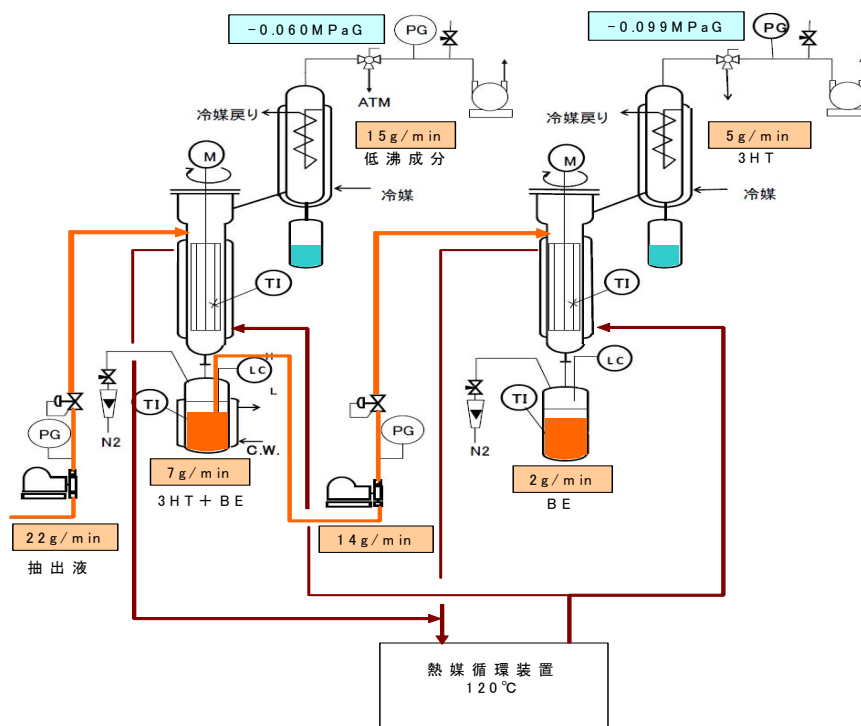 -0.060MPaG
-0.099MPaG
PG
PG
ATM
冷媒戻り
15g/min
低沸成分
冷媒戻り
5g/min
3HT
M
冷媒
M
冷媒
TI
TI
H
LC
L
LC
TI
TI
PG
N2
C.W.
PG
N2
7g/min
3HT+BE
2g/min
BE
22g/min
抽出液
14g/min
熱媒循環装置
120℃